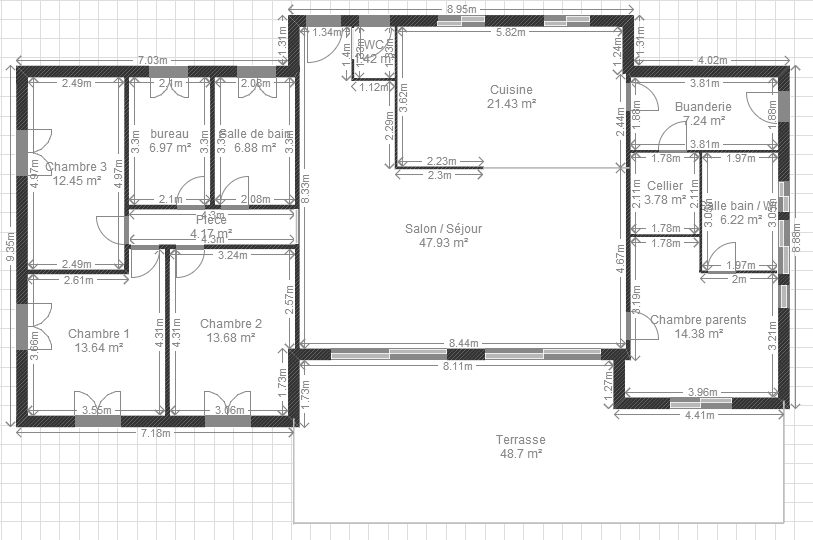 8.95m
1.34m
5.82m
1.31m
1.4m
1.33m
WC
1.42 m²
1.33m
1.24m
1.31m
7.03m
4.02m
1.12m
2.49m
2.1m
2.08m
Cuisine
21.43 m²
3.81m
3.62m
Buanderie
7.24 m²
1.88m
1.88m
bureau
6.97 m²
3.3m
3.3m
Salle de bain
6.88 m²
3.3m
3.3m
2.29m
2.44m
3.81m
Chambre 3
12.45 m²
4.97m
4.97m
2.23m
2.3m
1.78m
1.97m
Cellier
3.78 m²
2.11m
2.11m
Salle bain / WC
6.22 m²
3.05m
3.05m
8.33m
2.1m
2.08m
4.3m
Piece
4.17 m²
4.3m
Salon / Séjour
47.93 m²
1.78m
1.78m
9.35m
8.88m
3.24m
2.49m
2.61m
4.67m
1.97m
2m
2.57m
3.19m
Chambre 1
13.64 m²
3.66m
4.31m
4.31m
Chambre 2
13.68 m²
Chambre parents
14.38 m²
3.21m
8.44m
8.11m
1.73m
1.73m
1.27m
3.96m
3.55m
3.06m
4.41m
7.18m
Terrasse
48.7 m²